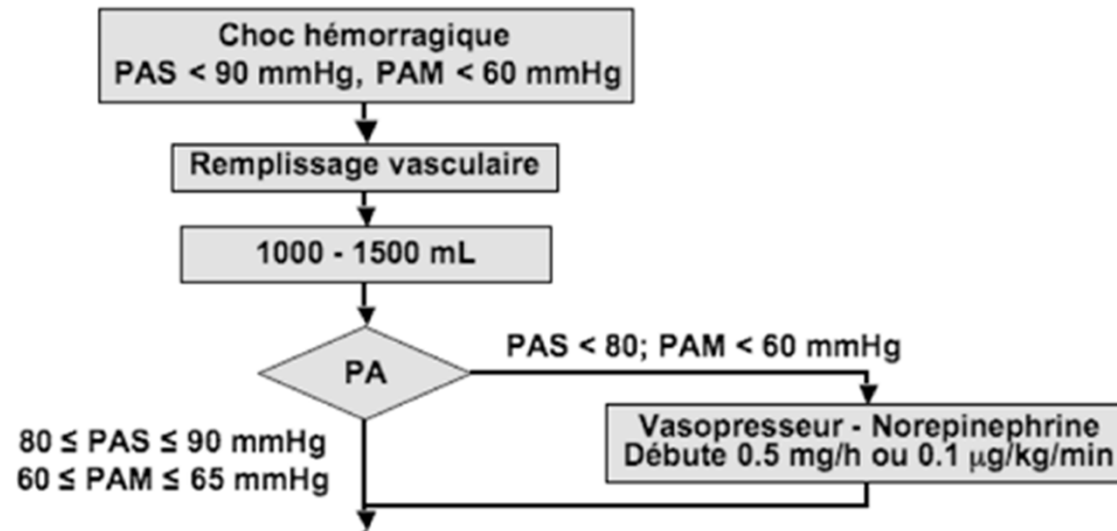 Choc hémorragique
PAS < 90 mmHg, PAM < 60 mmHg
Remplissage vasculaire
1000 - 1500 mL
PAS < 80; PAM < 60 mmHg
PA
Vasopresseur - Norepinephrine
Débute 0.5 mg/h ou 0.1 µg/kg/min
80 ≤ PAS ≤ 90 mmHg
60 ≤ PAM ≤ 65 mmHg